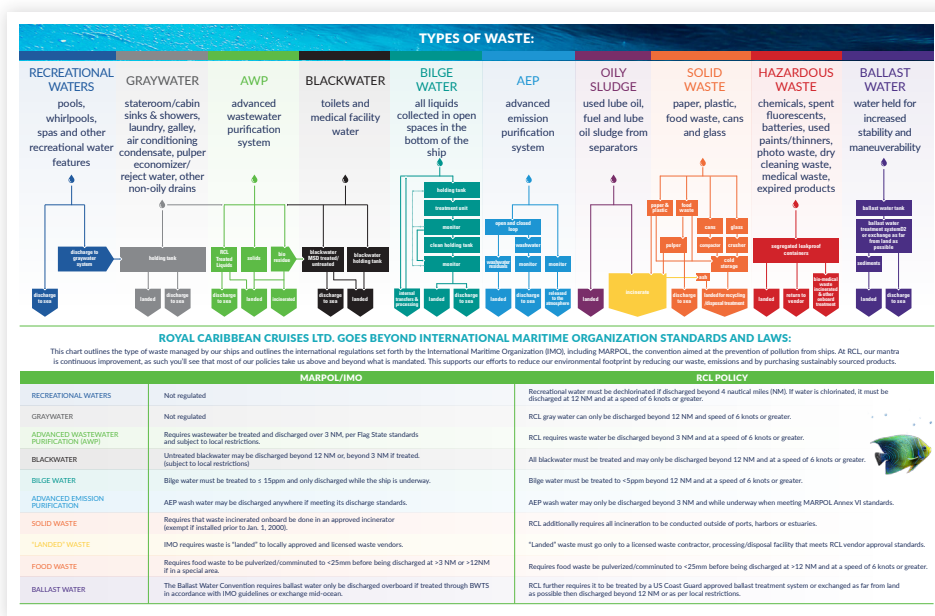 TYPES OF WASTE:
RECREATIONAL
WATERS
pools,
whirlpools,
spas and other
recreational water
features
GRAYWATER
stateroom/cabin
sinks & showers,
laundry, galley,
air conditioning
condensate, pulper
economizer/
reject water, other
non-oily drains
AWP
advanced
wastewater
purification
system
BLACKWATER
toilets and
medical facility
water
BILGE
WATER
all liquids
collected in open
spaces in the
bottom of the
ship
AEP
advanced
emission
purification
system
OILY
SLUDGE
used lube oil,
fuel and lube
oil sludge from
separators
SOLID
WASTE
paper, plastic,
food waste, cans
and glass
HAZARDOUS
WASTE
chemicals, spent
fluorescents,
batteries, used
paints/thinners,
photo waste, dry
cleaning waste,
medical waste,
expired products
BALLAST
WATER
water held for
increased
stability and
maneuverability
discharge to
graywater
system
discharge
to sea
holding tank
landed
discharge
to sea
RCL
Treated
Liquids
solids
bio
residue
discharge
to sea
landed
incinerated
blackwater
MSD treated/
untreated
blackwater
holding tank
discharge
to sea
landed
holding tank
treatment unit
monitor
clean holding tank
monitor
internal
transfers &
processing
landed
discharge
to sea
open and closed
loop
washwater
washwater
residuals
monitor
monitor
landed
discharge
to sea
released
to the
atmosphere
landed
incinerate
paper &
plastic
food
waste
cans
glass
pulper
compactor
crusher
cold
storage
ash
discharge
to sea
landed for recycling
/disposal treatment
segregated leakproof
containers
landed
return to
vendor
bio-medical
waste
incinerated
& other
onboard
treatment
ballast water tank
ballast water
treatment systemD2
or exchange as far
from land as
possible
sediments
landed
discharge
to sea
ROYAL CARIBBEAN CRUISES LTD. GOES BEYOND INTERNATIONAL MARITIME ORGANIZATION STANDARDS AND LAWS:
This chart outlines the type of waste managed by our ships and outlines the international regulations set forth by the International Maritime Organization (IMO), including MARPOL, the convention aimed at the prevention of pollution from ships. At RCL, our mantra
is continuous improvement, as such you'll see that most of our policies take us above and beyond what is mandated. This supports our efforts to reduce our environmental footprint by reducing our waste, emissions and by purchasing sustainably sourced products.
MARPOL/IMO
RCL POLICY
RECREATIONAL WATERS
Not regulated
Recreational water must be dechlorinated if discharged beyond 4 nautical miles (NM). If water is chlorinated, it must be
discharged at 12 NM and at a speed of 6 knots or greater.
GRAYWATER
Not regulated
RCL gray water can only be discharged beyond 12 NM and speed of 6 knots or greater.
ADVANCED WASTEWATER
PURIFICATION (AWP)
Requires wastewater be treated and discharged over 3 NM, per Flag State standards
and subject to local restrictions.
RCL requires waste water be discharged beyond 3 NM and at a speed of 6 knots or greater.
BLACKWATER
Untreated blackwater may be discharged beyond 12 NM or, beyond 3 NM if treated.
(subject to local restrictions)
All blackwater must be treated and may only be discharged beyond 12 NM and at a speed of 6 knots or greater.
BILGE WATER
Bilge water must be treated to ≤ 15ppm and only discharged while the ship is underway.
Bilge water must be treated to <5ppm beyond 12 NM and at a speed of 6 knots or greater.
ADVANCED EMISSION
PURIFICATION
AEP wash water may be discharged anywhere if meeting its discharge standards.
AEP wash water may only be discharged beyond 3 NM and while underway when meeting MARPOL Annex VI standards.
SOLID WASTE
Requires that waste incinerated onboard be done in an approved incinerator
(exempt if installed prior to Jan. 1, 2000).
RCL additionally requires all incineration to be conducted outside of ports, harbors or estuaries.
"LANDED" WASTE
IMO requires waste is "landed" to locally approved and licensed waste vendors.
"Landed" waste must go only to a licensed waste contractor, processing/disposal facility that meets RCL vendor approval standards.
FOOD WASTE
Requires food waste to be pulverized/comminuted to <25mm before being discharged at >3 NM or >12NM
if in a special area.
Requires food waste be pulverized/comminuted to <25mm before being discharged at >12 NM and at a speed of 6 knots or greater.
BALLAST WATER
The Ballast Water Convention requires ballast water only be discharged overboard if treated through BWTS
in accordance with IMO guidelines or exchange mid-ocean.
RCL further requires it to be treated by a US Coast Guard approved ballast treatment system or exchanged as far from land
as possible then discharged beyond 12 NM or as per local restrictions.